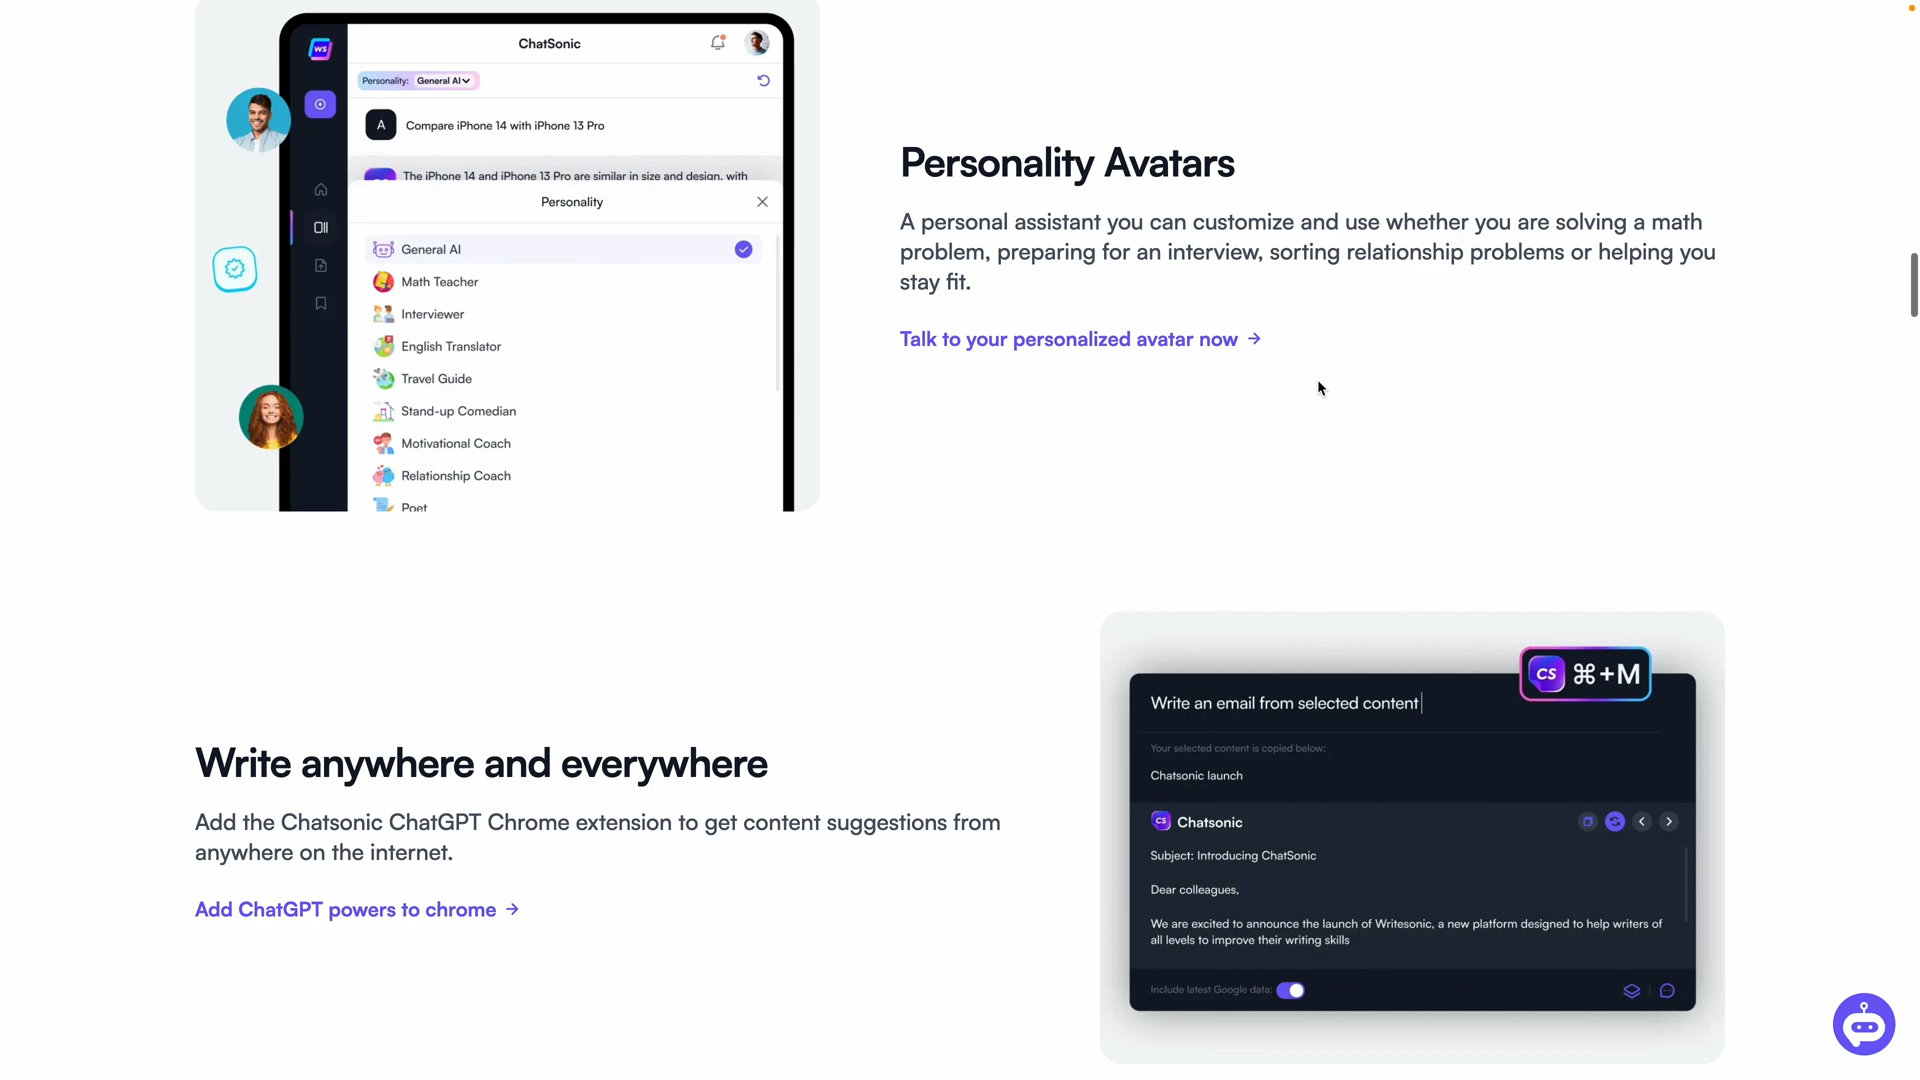 WS
ChatSonic
Personality: General AI
A
Compare iPhone 14 with iPhone 13 Pro
The iPhone 14 and iPhone 13 Pro are similar in size and design, with
Personality
General AI
Math Teacher
Interviewer
English Translator
Travel Guide
Stand-up Comedian
Motivational Coach
Relationship Coach
Poet
Personality Avatars
A personal assistant you can customize and use whether you are solving a math
problem, preparing for an interview, sorting relationship problems or helping you
stay fit.
Talk to your personalized avatar now →
Write anywhere and everywhere
Add the Chatsonic ChatGPT Chrome extension to get content suggestions from
anywhere on the internet.
Add ChatGPT powers to chrome →
CS ⌘+M
Write an email from selected content
Your selected content is copied below:
Chatsonic launch
CS Chatsonic
Subject: Introducing ChatSonic
Dear colleagues,
We are excited to announce the launch of Writesonic, a new platform designed to help writers of
all levels to improve their writing skills
Include latest Google data: